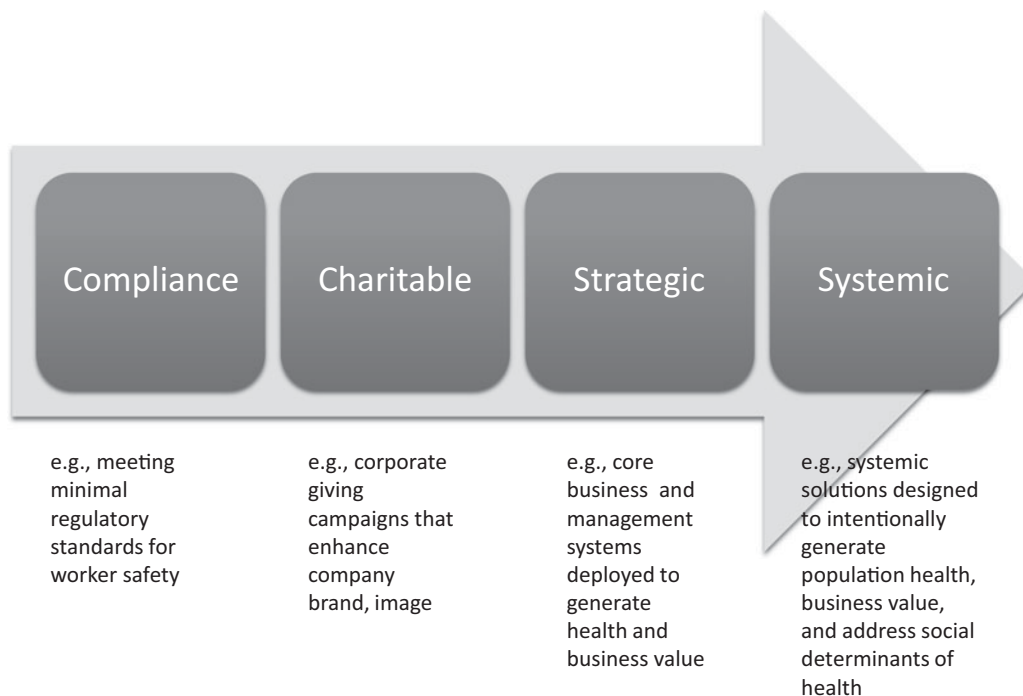 Compliance
Charitable
Strategic
Systemic
e.g., meeting
minimal
regulatory
standards for
worker safety
e.g., corporate
giving
campaigns that
enhance
company
brand, image
e.g., core
business and
management
systems
deployed to
generate
health and
business value
e.g., systemic
solutions designed
to intentionally
generate
population health,
business value,
and address social
determinants of
health